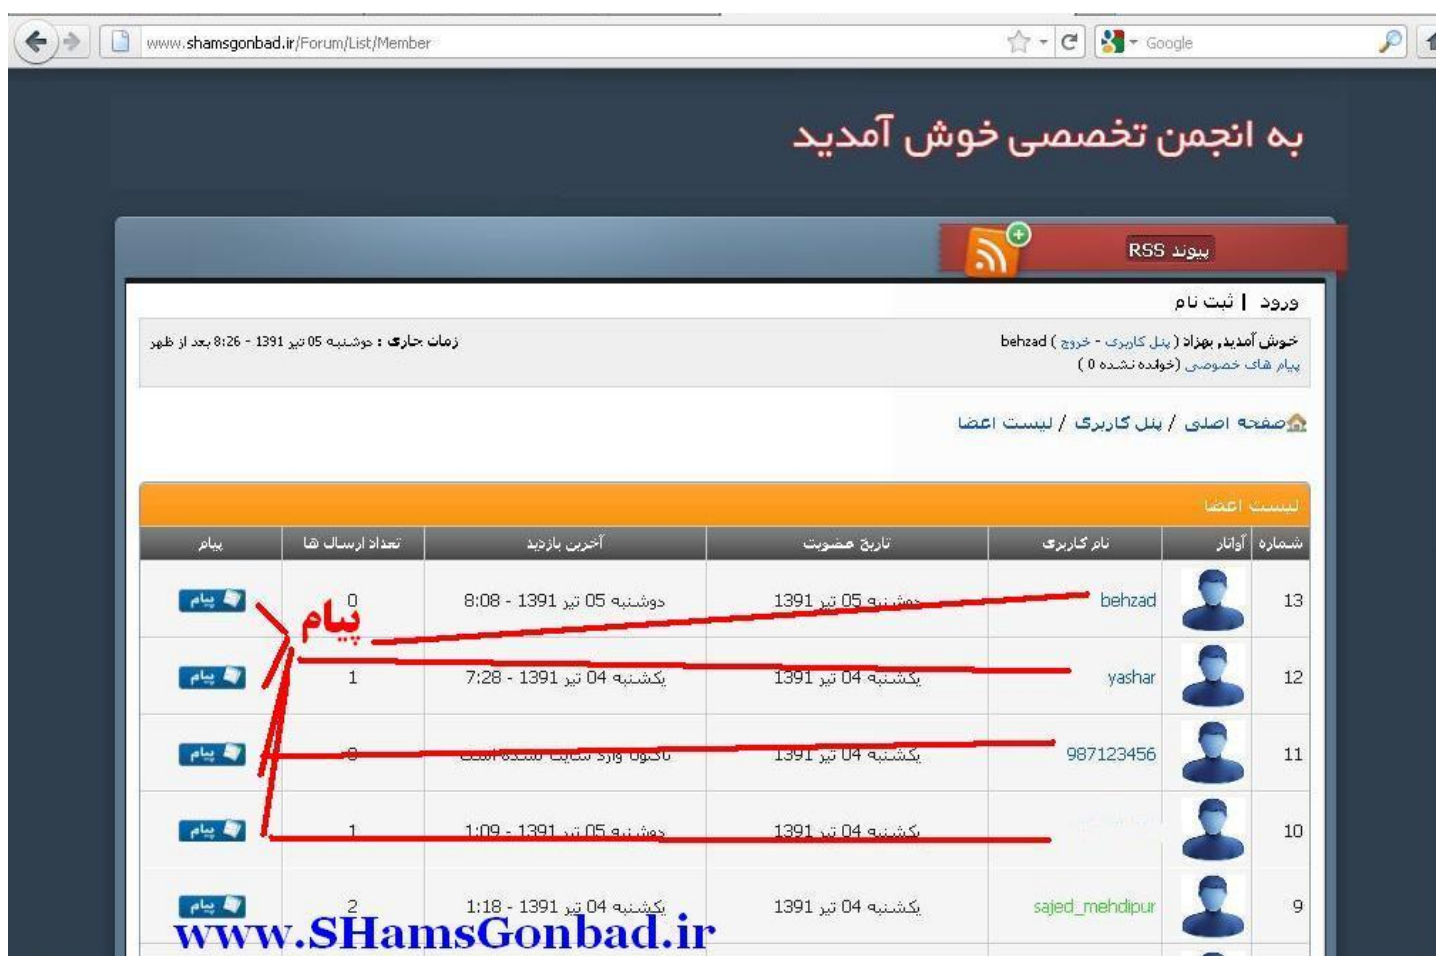 www.shamsgonbad.ir/Forum/List/Member
Google
به انجمن تخصصی خوش آمدید
پیوند RSS
ورود | ثبت نام
خوش آمدید, بهزاد ( پنل کاربری - خروج ) behzad
زمان جاری : دوشنبه 05 تیر 1391 - 8:26 بعد از ظهر
پیام های خصوصی (خوانده نشده 0 )
صفحه اصلی / پنل کاربری / لیست اعضا
لیست اعضا
شماره آواتار نام کاربری تاریخ عضویت آخرین بازدید تعداد ارسال ها پیام
13 behzad دوشنبه 05 تیر 1391 دوشنبه 05 تیر 1391 - 8:08 0 پیام
پیام
12 yashar یکشنبه 04 تیر 1391 یکشنبه 04 تیر 1391 - 7:28 1 پیام
11 987123456 یکشنبه 04 تیر 1391 تاکنون وارد سایت نشده است 0 پیام
10 یکشنبه 04 تیر 1391 دوشنبه 05 تیر 1391 - 1:09 1 پیام
9 sajed_mehdipur یکشنبه 04 تیر 1391 یکشنبه 04 تیر 1391 - 1:18 2 پیام
www.SHamsGonbad.ir